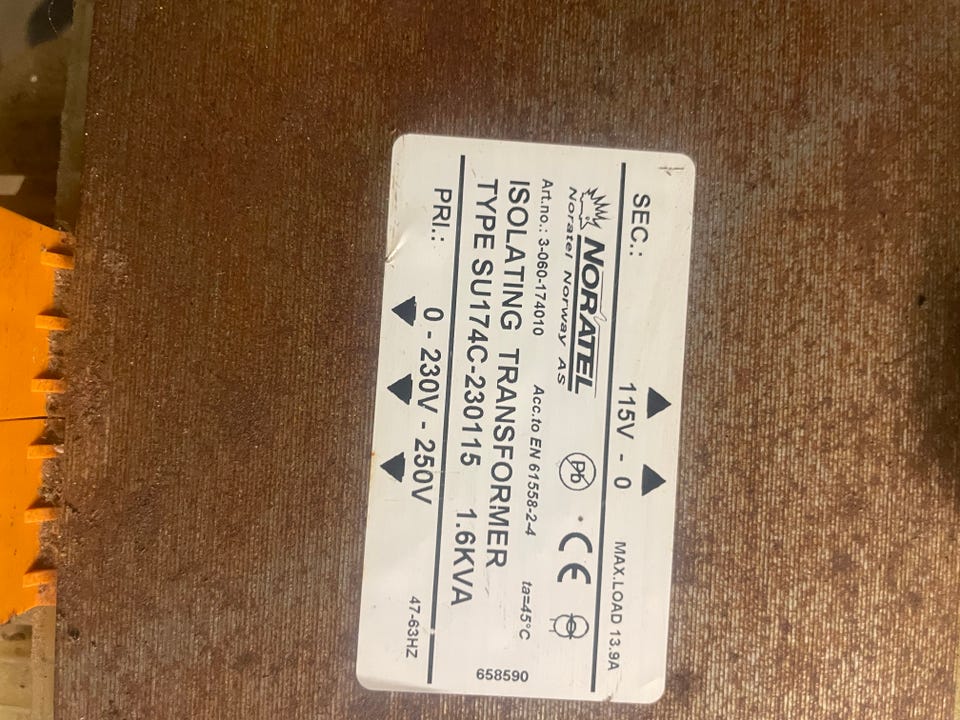 SEC.: 115V - 0 MAX.LOAD 13.9A
NORATEL
Noratel Norway AS
Pb CE
Art.no.: 3-060-174010 Acc.to EN 61558-2-4 ta=45°C
ISOLATING TRANSFORMER
TYPE SU174C-230115 1.6KVA
PRI.: 0 - 230V - 250V 47-63HZ
658590